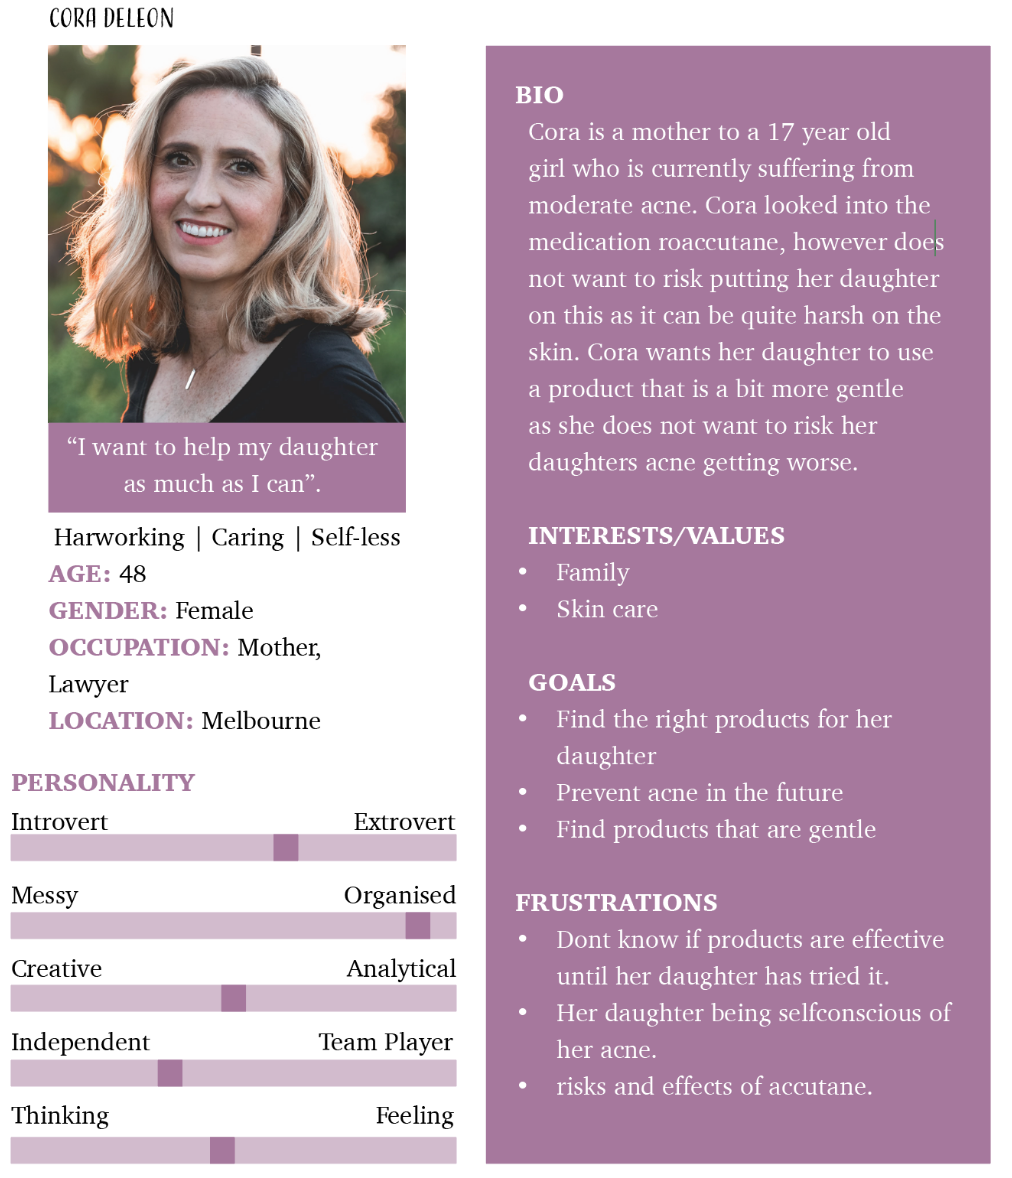 CORA DELEON
“I want to help my daughter
as much as I can”.
Harworking | Caring | Self-less
AGE: 48
GENDER: Female
OCCUPATION: Mother,
Lawyer
LOCATION: Melbourne
PERSONALITY
Introvert Extrovert
Messy Organised
Creative Analytical
Independent Team Player
Thinking Feeling
BIO
Cora is a mother to a 17 year old
girl who is currently suffering from
moderate acne. Cora looked into the
medication roaccutane, however does
not want to risk putting her daughter
on this as it can be quite harsh on the
skin. Cora wants her daughter to use
a product that is a bit more gentle
as she does not want to risk her
daughters acne getting worse.
INTERESTS/VALUES
• Family
• Skin care
GOALS
• Find the right products for her
daughter
• Prevent acne in the future
• Find products that are gentle
FRUSTRATIONS
• Dont know if products are effective
until her daughter has tried it.
• Her daughter being selfconscious of
her acne.
• risks and effects of accutane.